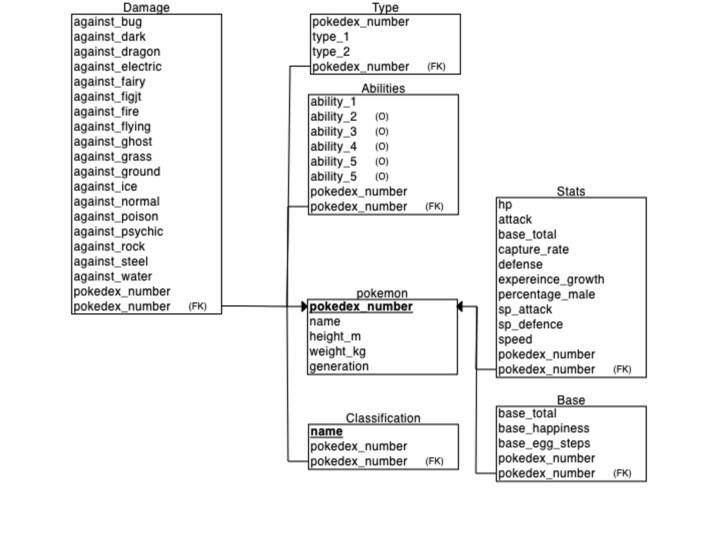 Damage
against_bug
against_dark
against_dragon
against_electric
against_fairy
against_figjt
against_fire
against_flying
against_ghost
against_grass
against_ground
against_ice
against_normal
against_poison
against_psychic
against_rock
against_steel
against_water
pokedex_number
pokedex_number (FK)
Type
pokedex_number
type_1
type_2
pokedex_number (FK)
Abilities
ability_1
ability_2 (O)
ability_3 (O)
ability_4 (O)
ability_5 (O)
ability_5 (O)
pokedex_number
pokedex_number (FK)
pokemon
pokedex_number
name
height_m
weight_kg
generation
Classification
name
pokedex_number
pokedex_number (FK)
Stats
hp
attack
base_total
capture_rate
defense
expereince_growth
percentage_male
sp_attack
sp_defence
speed
pokedex_number
pokedex_number (FK)
Base
base_total
base_happiness
base_egg_steps
pokedex_number
pokedex_number (FK)